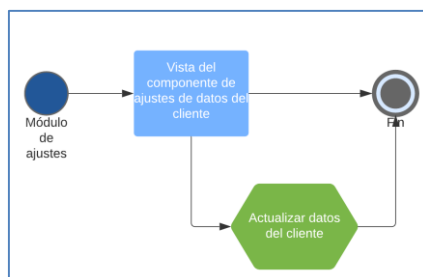 Vista del
componente de
ajustes de datos del
cliente
Módulo
de
ajustes
Fin
Actualizar datos
del cliente